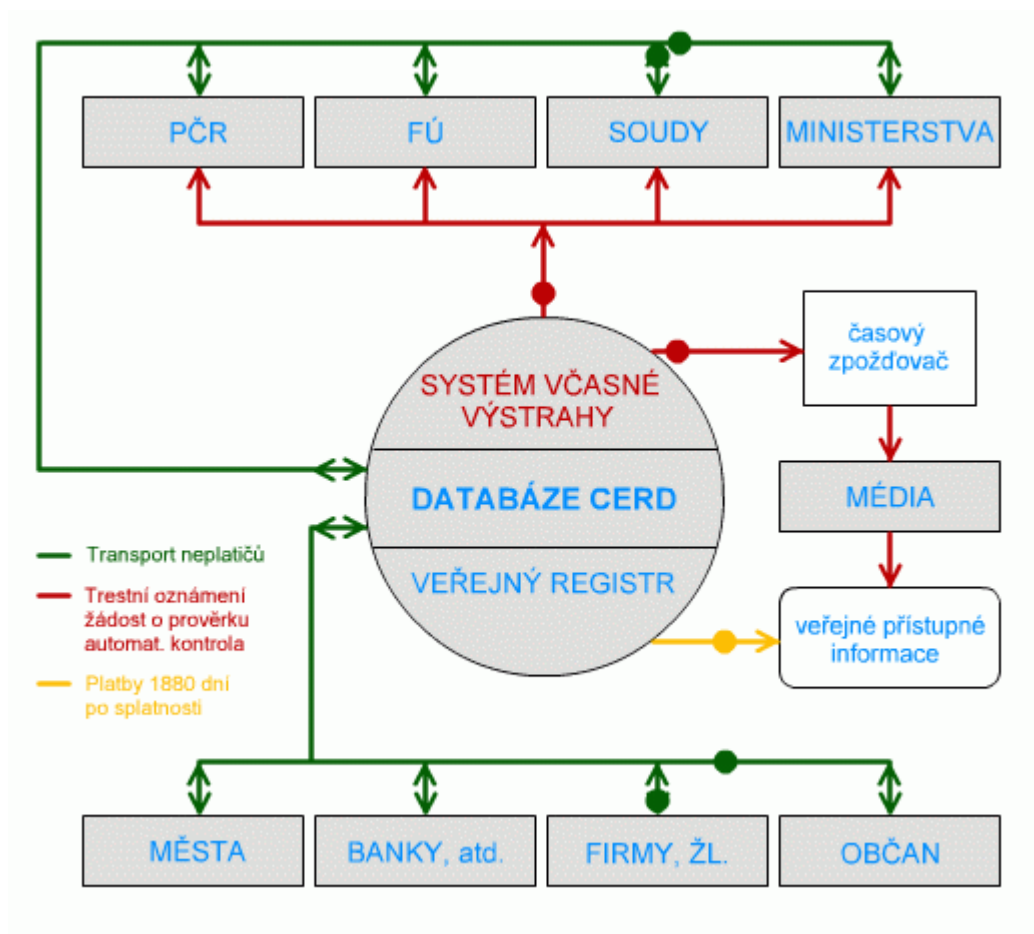 PČR
FÚ
SOUDY
MINISTERSTVA
časový
zpožďovač
SYSTÉM VČASNÉ
VÝSTRAHY
DATABÁZE CERD
MÉDIA
VEŘEJNÝ REGISTR
veřejné přístupné
informace
Transport neplatičů
Trestní oznámení
žádost o prověrku
automat. kontrola
Platby 1880 dní
po splatnosti
MĚSTA
BANKY, atd.
FIRMY, ŽL.
OBČAN